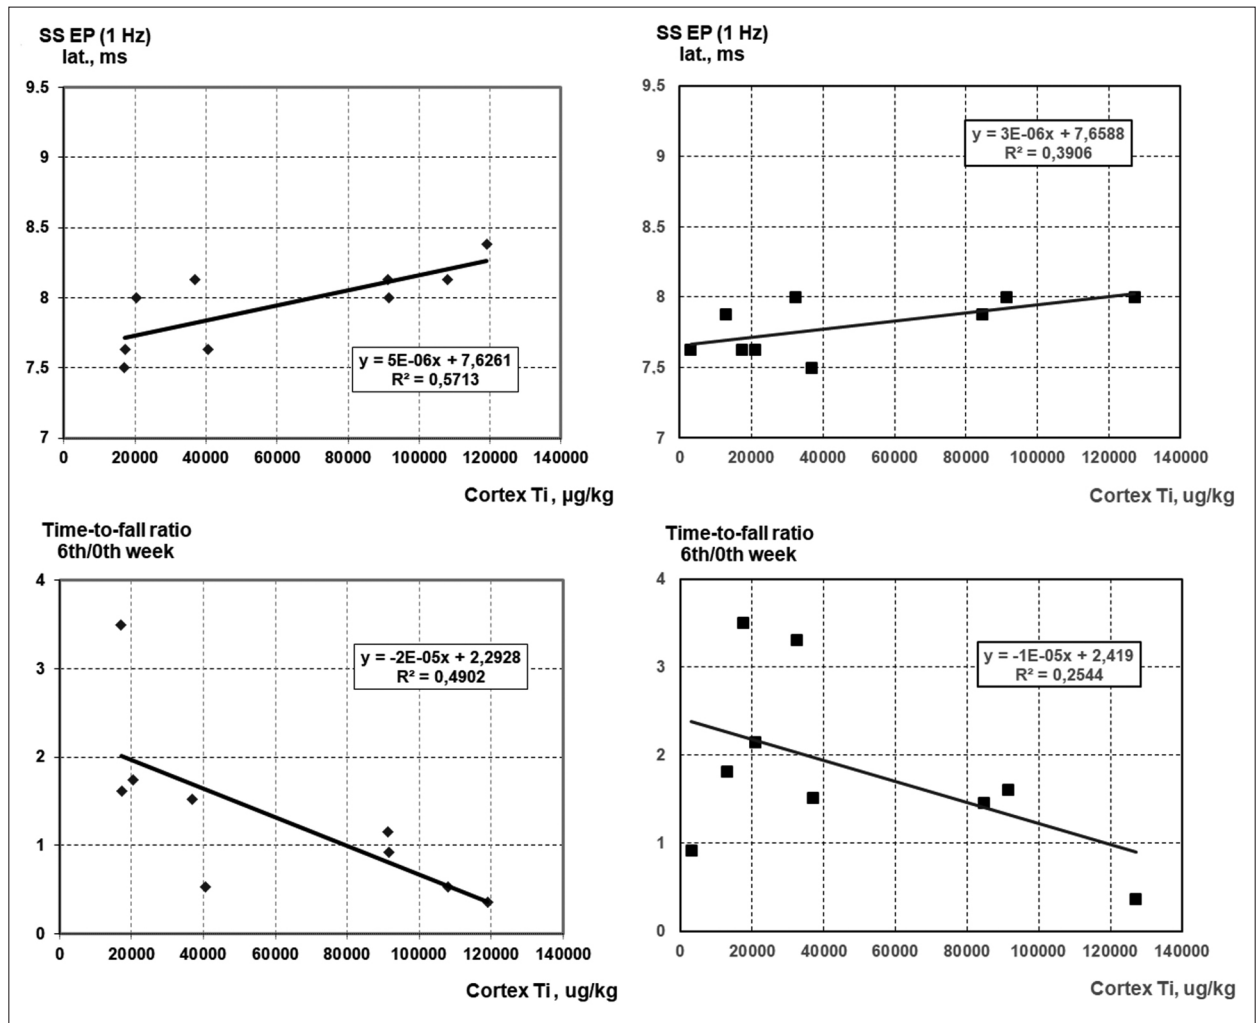 SS EP (1 Hz)
lat., ms
9.5
9
8.5
8
7.5
7
y = 5E-06x + 7,6261
R² = 0,5713
0 20000 40000 60000 80000 100000 120000 140000
Cortex Ti , µg/kg
SS EP (1 Hz)
lat., ms
9.5
9
8.5
8
7.5
7
y = 3E-06x + 7,6588
R² = 0,3906
0 20000 40000 60000 80000 100000 120000 140000
Cortex Ti, ug/kg
Time-to-fall ratio
6th/0th week
4
3
2
1
0
y = -2E-05x + 2,2928
R² = 0,4902
0 20000 40000 60000 80000 100000 120000 140000
Cortex Ti , ug/kg
Time-to-fall ratio
6th/0th week
4
3
2
1
0
y = -1E-05x + 2,419
R² = 0,2544
0 20000 40000 60000 80000 100000 120000 140000
Cortex Ti, ug/kg